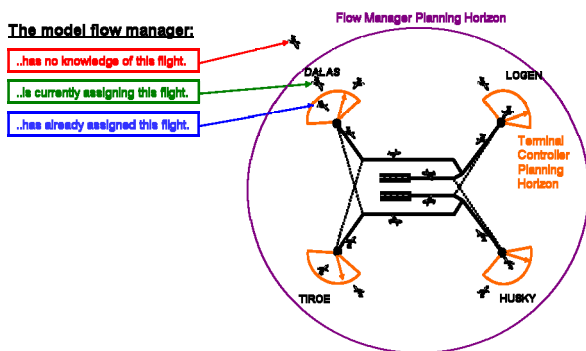 The model flow manager:
Flow Manager Planning Horizon
..has no knowledge of this flight.
..is currently assigning this flight.
..has already assigned this flight.
DALAS
LOGEN
Terminal
Controller
Planning
Horizon
TIROE
HUSKY